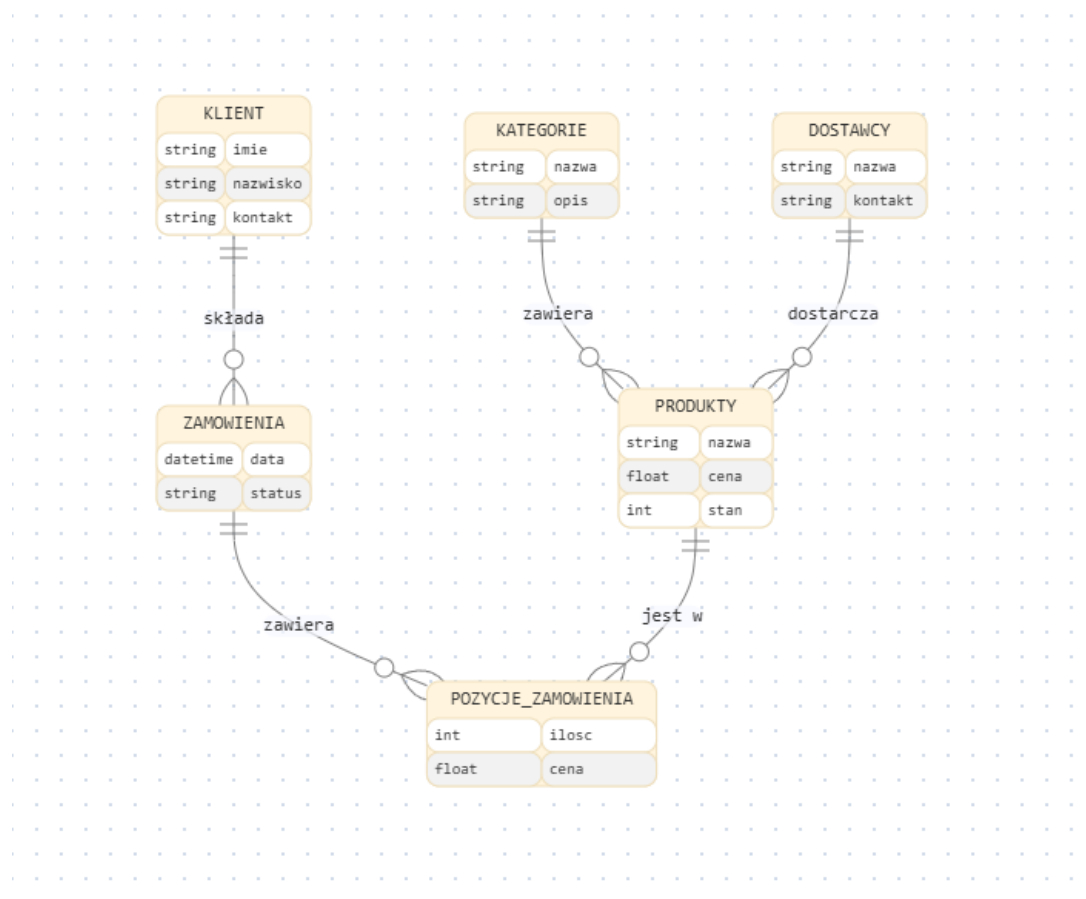 KLIENT
string imie
string nazwisko
string kontakt
KATEGORIE
string nazwa
string opis
DOSTAWCY
string nazwa
string kontakt
składa
zawiera
dostarcza
ZAMOWIENIA
datetime data
string status
PRODUKTY
string nazwa
float cena
int stan
zawiera
jest w
POZYCJE_ZAMOWIENIA
int ilosc
float cena